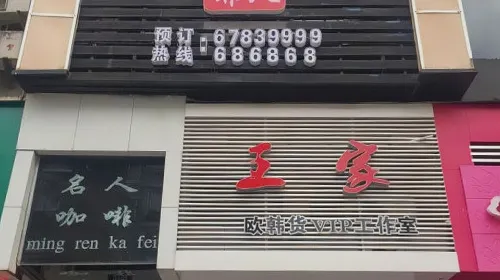 预订 67839999
热线 686868
名人
咖啡
ming ren ka fei
王家
欧韩货VIP工作室